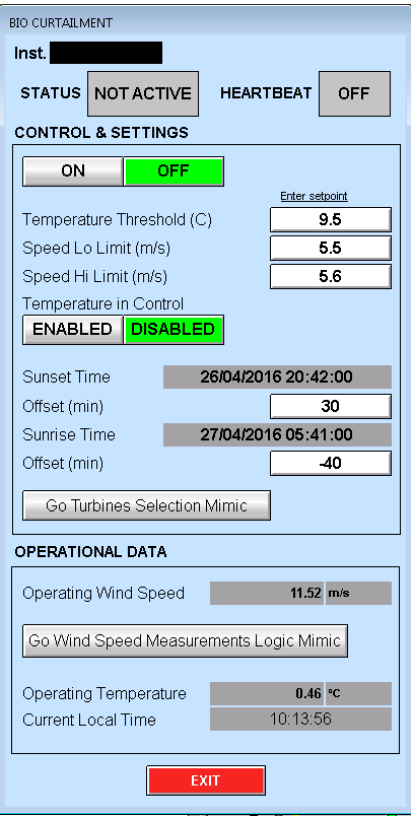 BIO CURTAILMENT
Inst.
STATUS NOT ACTIVE HEARTBEAT OFF
CONTROL & SETTINGS
ON OFF
Enter setpoint
Temperature Threshold (C) 9.5
Speed Lo Limit (m/s) 5.5
Speed Hi Limit (m/s) 5.6
Temperature in Control
ENABLED DISABLED
Sunset Time 26/04/2016 20:42:00
Offset (min) 30
Sunrise Time 27/04/2016 05:41:00
Offset (min) -40
Go Turbines Selection Mimic
OPERATIONAL DATA
Operating Wind Speed 11.52 m/s
Go Wind Speed Measurements Logic Mimic
Operating Temperature 0.46 °C
Current Local Time 10:13:56
EXIT